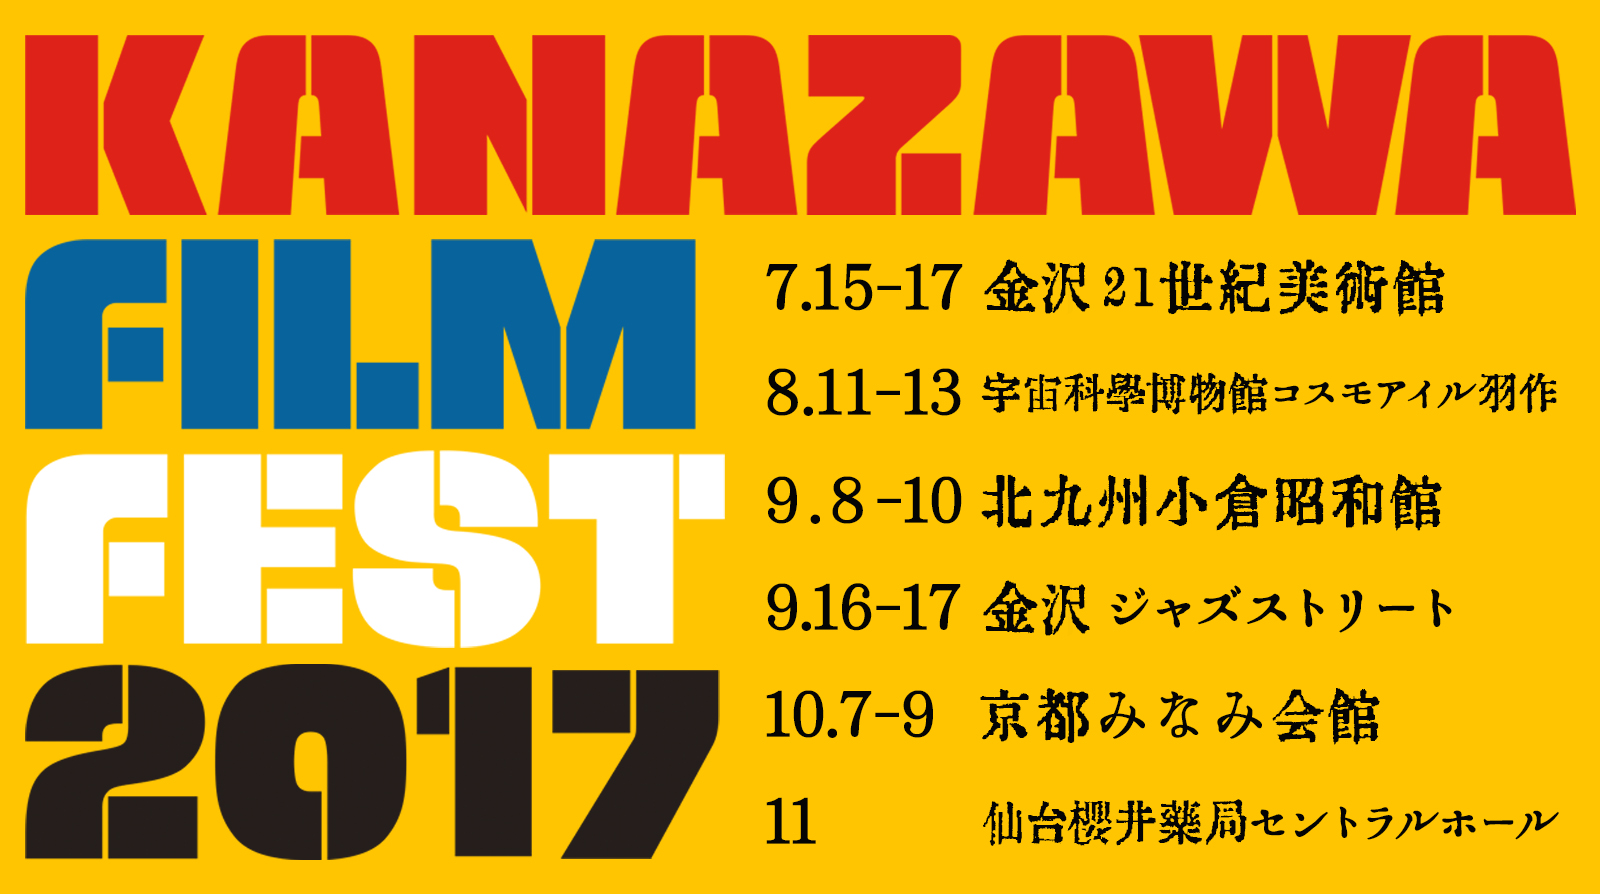 KANAZAWA
FILM
FEST
2017
7.15-17 金沢21世紀美術館
8.11-13 宇宙科學博物館コスモアイル羽咋
9.8-10 北九州小倉昭和館
9.16-17 金沢 ジャズストリート
10.7-9 京都みなみ会館
11 仙台櫻井薬局セントラルホール